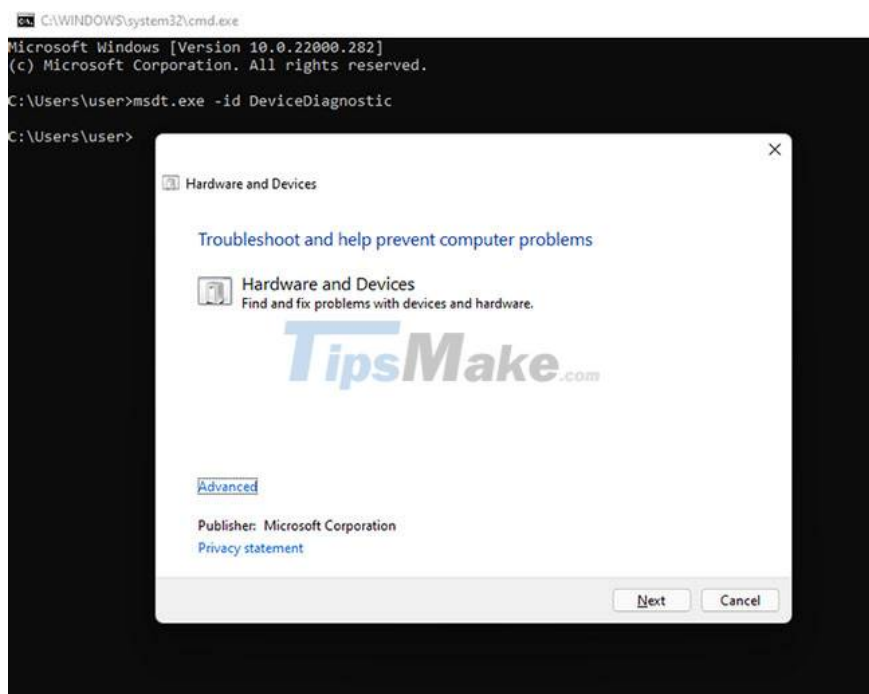 C:\WINDOWS\system32\cmd.exe
Microsoft Windows [Version 10.0.22000.282]
(c) Microsoft Corporation. All rights reserved.
C:\Users\user>msdt.exe -id DeviceDiagnostic
C:\Users\user>
Hardware and Devices
Troubleshoot and help prevent computer problems
Hardware and Devices
Find and fix problems with devices and hardware.
TipsMake.com
Advanced
Publisher: Microsoft Corporation
Privacy statement
Next Cancel